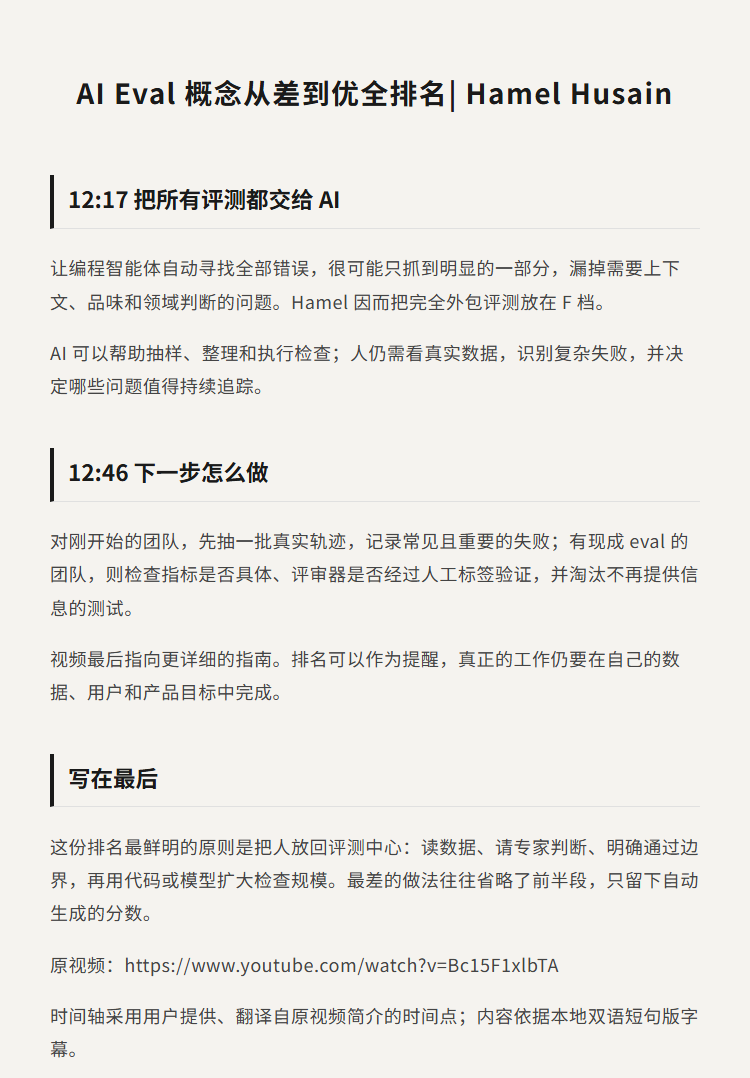 AI Eval 概念从差到优全排名| Hamel Husain
12:17 把所有评测都交给 AI
让编程智能体自动寻找全部错误，很可能只抓到明显的一部分，漏掉需要上下
文、品味和领域判断的问题。Hamel 因而把完全外包评测放在 F 档。
AI 可以帮助抽样、整理和执行检查；人仍需看真实数据，识别复杂失败，并决
定哪些问题值得持续追踪。
12:46 下一步怎么做
对刚开始的团队，先抽一批真实轨迹，记录常见且重要的失败；有现成 eval 的
团队，则检查指标是否具体、评审器是否经过人工标签验证，并淘汰不再提供信
息的测试。
视频最后指向更详细的指南。排名可以作为提醒，真正的工作仍要在自己的数
据、用户和产品目标中完成。
写在最后
这份排名最鲜明的原则是把人放回评测中心：读数据、请专家判断、明确通过边
界，再用代码或模型扩大检查规模。最差的做法往往省略了前半段，只留下自动
生成的分数。
原视频：https://www.youtube.com/watch?v=Bc15F1xlbTA
时间轴采用用户提供、翻译自原视频简介的时间点；内容依据本地双语短句版字
幕。